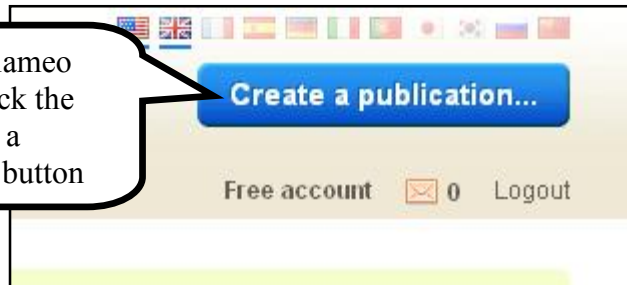 ameo
ck the
a
button
Create a publication...
Free account 0 Logout